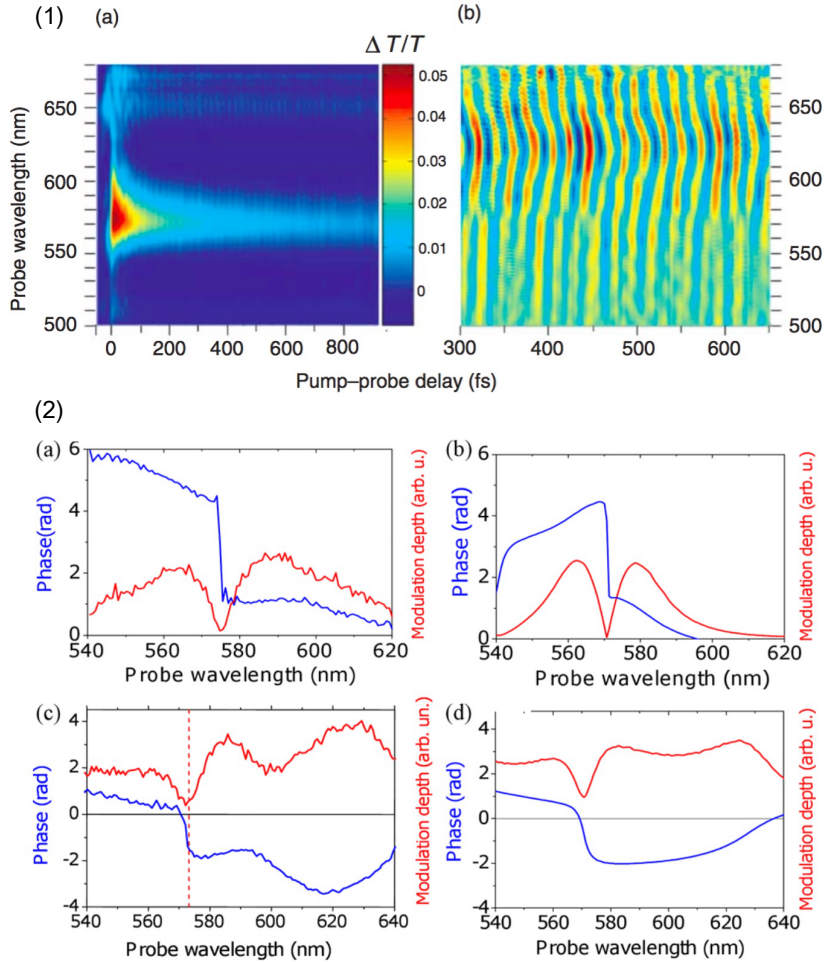 (1) (a) (b)
Δ T/T
Probe wavelength (nm)
650
600
550
500
0 200 400 600 800
0.05
0.04
0.03
0.02
0.01
0
650
600
550
500
300 400 500 600
Pump–probe delay (fs)
(2)
(a)
Phase(rad)
6
4
2
0
540 560 580 600 620
Probe wavelength (nm)
Modulation depth (arb. u.)
(b)
Phase (rad)
6
4
2
0
540 560 580 600 620
Probe wavelength (nm)
Modulation depth (arb. u.)
(c)
Phase (rad)
4
2
0
-2
-4
540 560 580 600 620 640
Probe wavelength (nm)
Modulation depth (arb. un.)
(d)
Phase (rad)
4
2
0
-2
-4
540 560 580 600 620 640
Probe wavelength (nm)
Modulation depth (arb. u.)